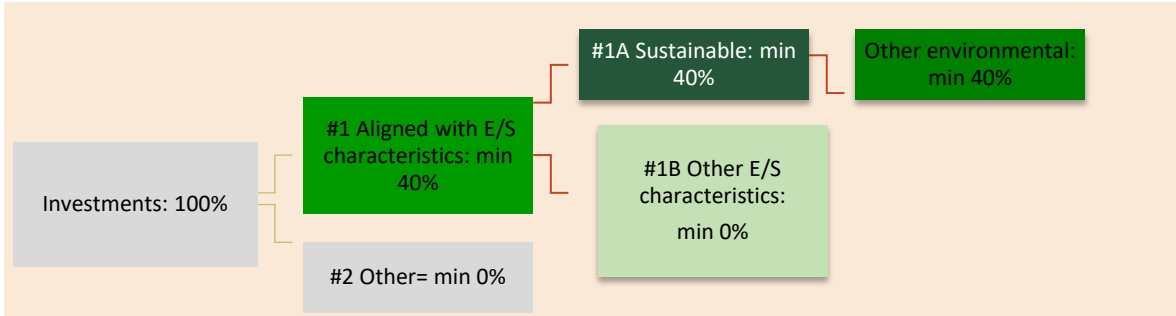 Investments: 100%
#1 Aligned with E/S
characteristics: min
40%
#2 Other= min 0%
#1A Sustainable: min
40%
#1B Other E/S
characteristics:
min 0%
Other environmental:
min 40%